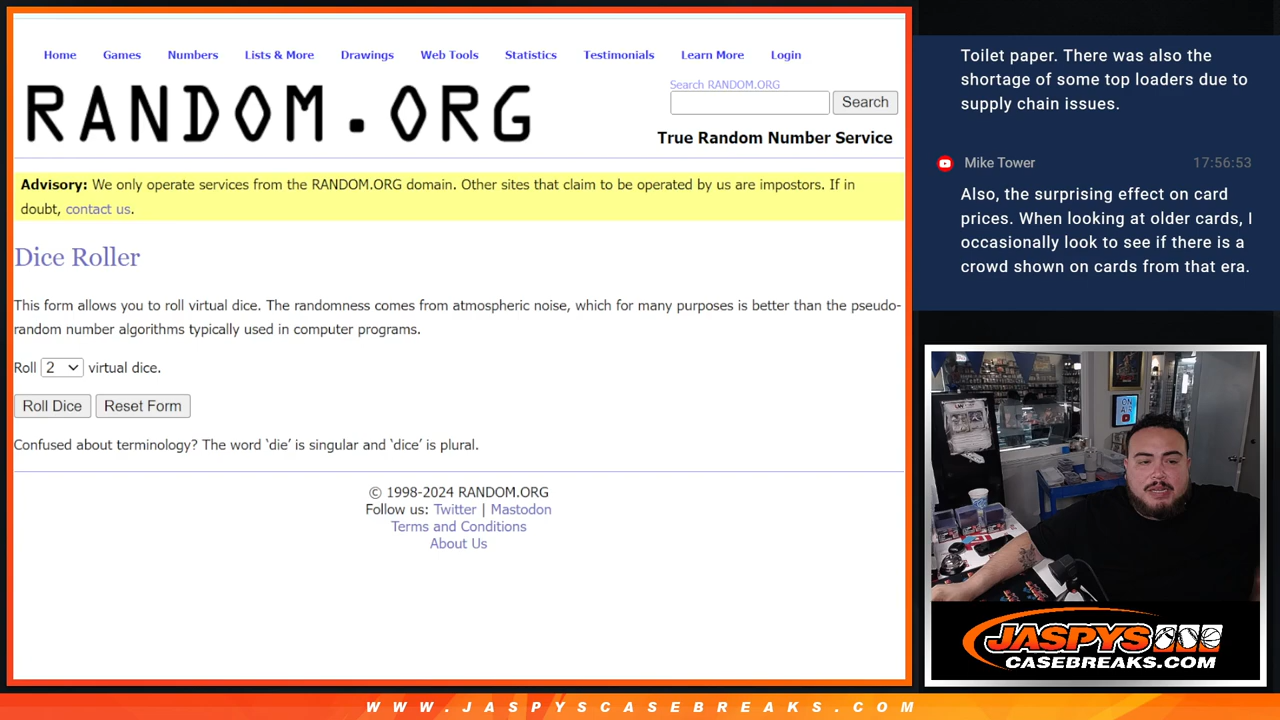 Home Games Numbers Lists & More Drawings Web Tools Statistics Testimonials Learn More Login
RANDOM.ORG
Search RANDOM.ORG
Search
True Random Number Service
Advisory: We only operate services from the RANDOM.ORG domain. Other sites that claim to be operated by us are impostors. If in
doubt, contact us.
Dice Roller
This form allows you to roll virtual dice. The randomness comes from atmospheric noise, which for many purposes is better than the pseudo-
random number algorithms typically used in computer programs.
Roll 2 virtual dice.
Roll Dice Reset Form
Confused about terminology? The word ‘die’ is singular and ‘dice’ is plural.
© 1998-2024 RANDOM.ORG
Follow us: Twitter | Mastodon
Terms and Conditions
About Us
Toilet paper. There was also the
shortage of some top loaders due to
supply chain issues.
Mike Tower 17:56:53
Also, the surprising effect on card
prices. When looking at older cards, I
occasionally look to see if there is a
crowd shown on cards from that era.
ON
AIR
JASPYS
CASEBREAKS.COM
WWW.JASPYSCASEBREAKS.COM